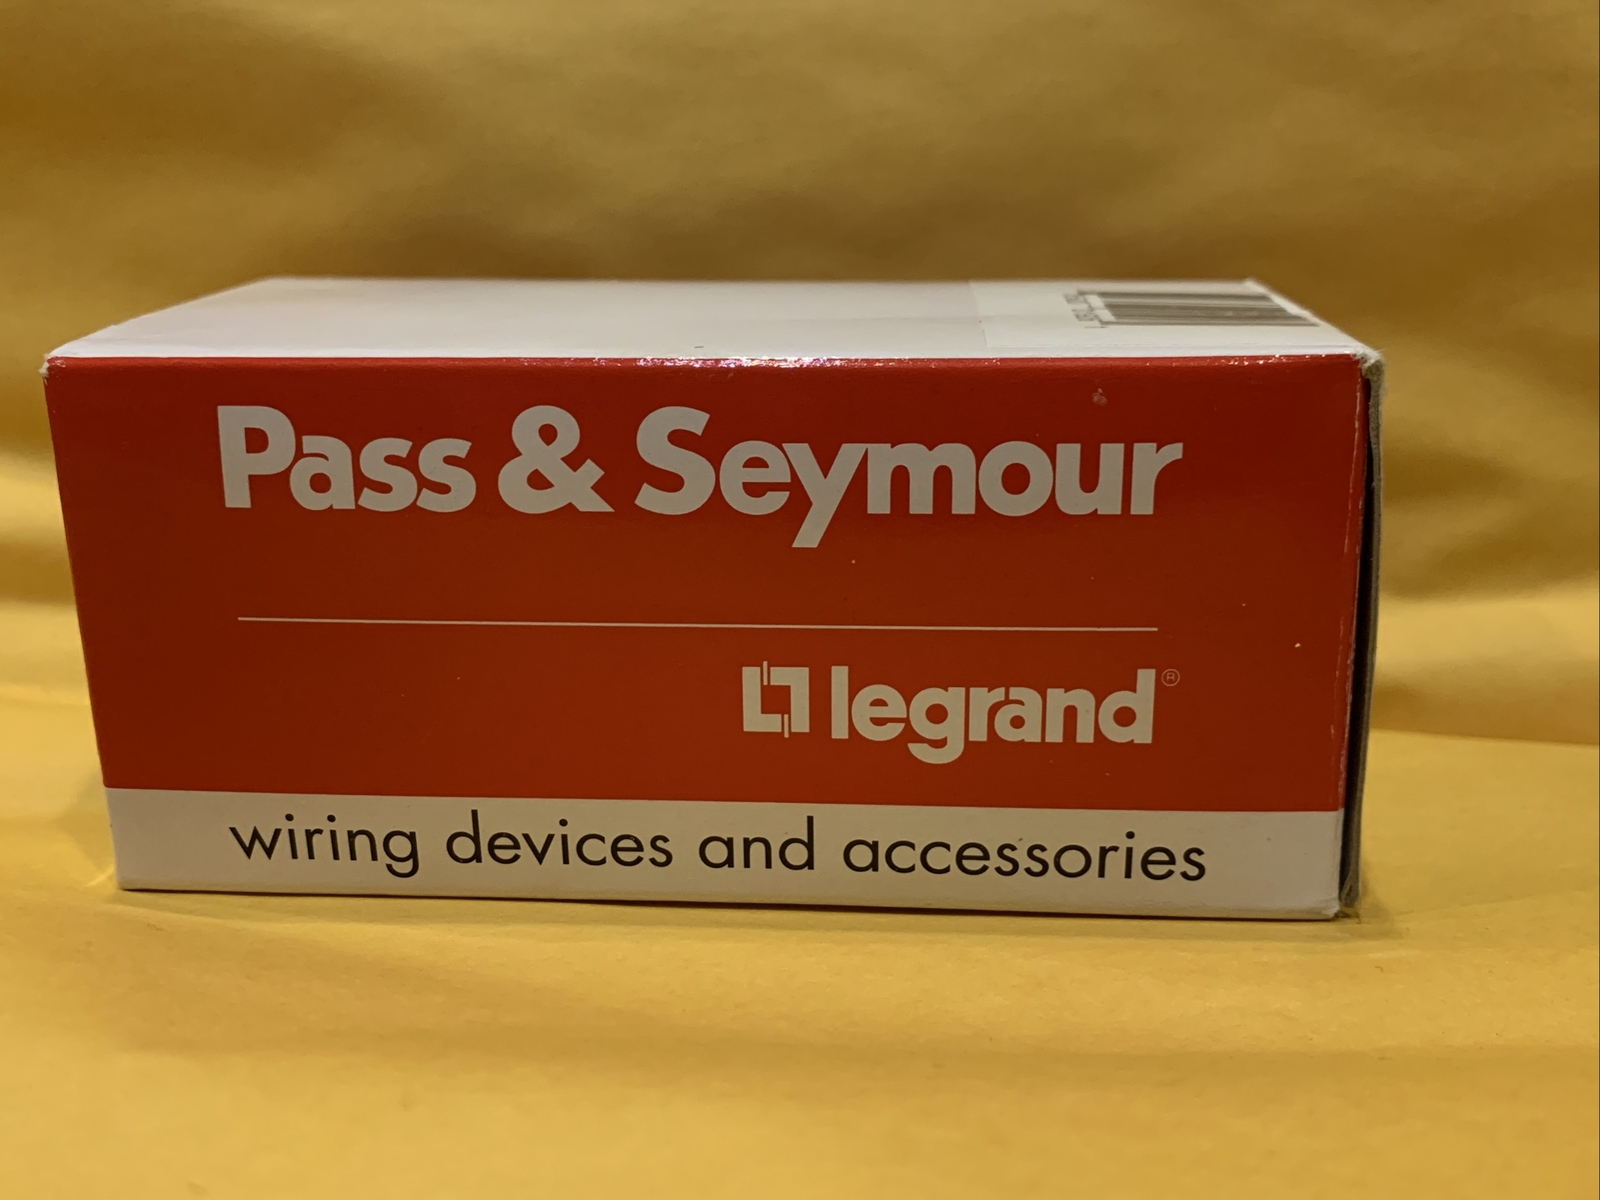 Pass & Seymour
legrand®
wiring devices and accessories